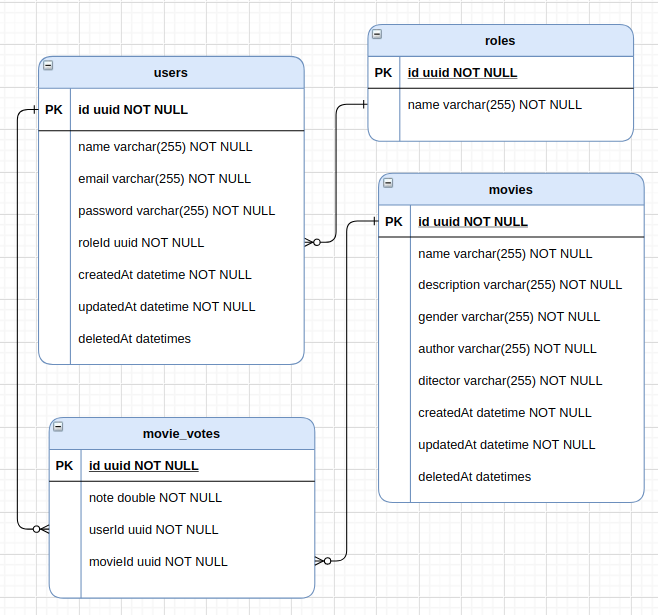 users
PK id uuid NOT NULL
name varchar(255) NOT NULL
email varchar(255) NOT NULL
password varchar(255) NOT NULL
roleId uuid NOT NULL
createdAt datetime NOT NULL
updatedAt datetime NOT NULL
deletedAt datetimes
roles
PK id uuid NOT NULL
name varchar(255) NOT NULL
movies
PK id uuid NOT NULL
name varchar(255) NOT NULL
description varchar(255) NOT NULL
gender varchar(255) NOT NULL
author varchar(255) NOT NULL
ditector varchar(255) NOT NULL
createdAt datetime NOT NULL
updatedAt datetime NOT NULL
deletedAt datetimes
movie_votes
PK id uuid NOT NULL
note double NOT NULL
userId uuid NOT NULL
movieId uuid NOT NULL